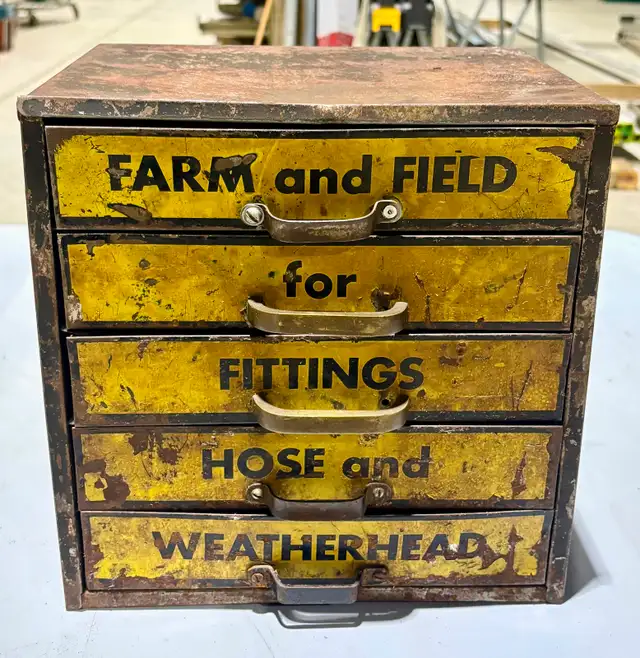 FARM and FIELD
for
FITTINGS
HOSE and
WEATHERHEAD